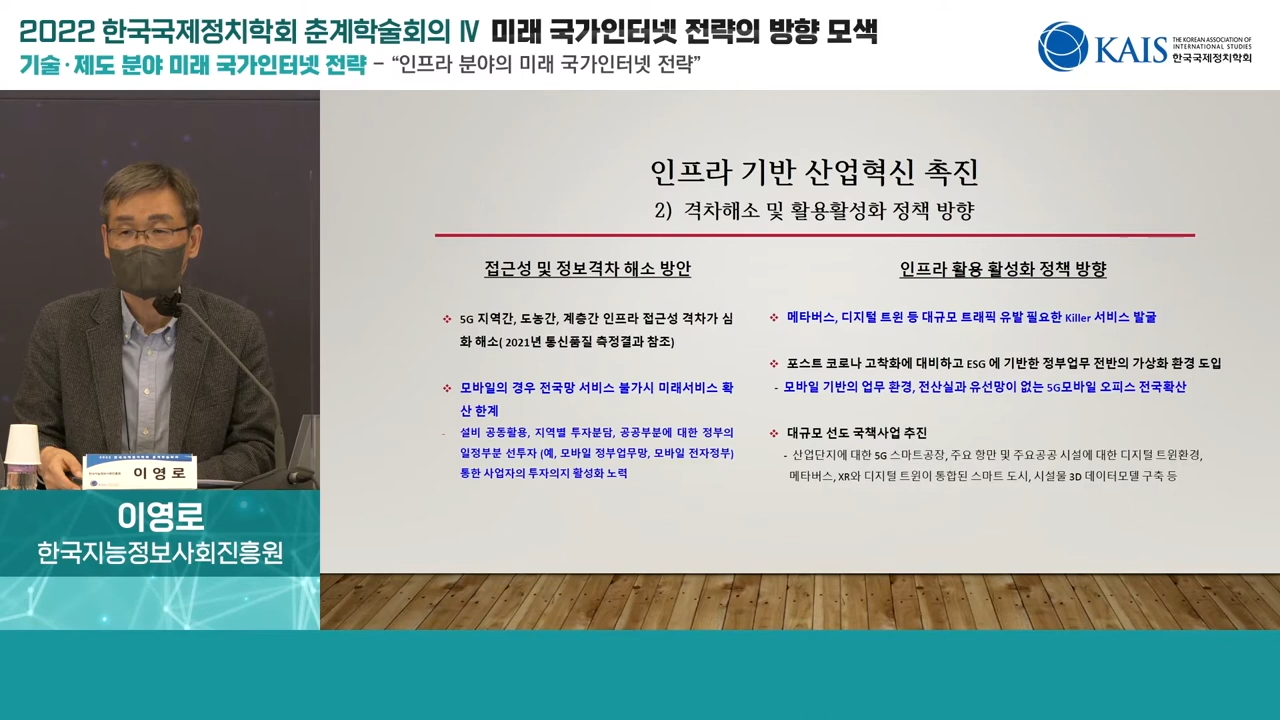 2022 한국국제정치학회 춘계학술회의 Ⅳ 미래 국가인터넷 전략의 방향 모색
기술·제도 분야 미래 국가인터넷 전략 – “인프라 분야의 미래 국가인터넷 전략”
KAIS
THE KOREAN ASSOCIATION OF
INTERNATIONAL STUDIES
한국국제정치학회
인프라 기반 산업혁신 촉진
2) 격차해소 및 활용활성화 정책 방향
접근성 및 정보격차 해소 방안
❖ 5G 지역간, 도농간, 계층간 인프라 접근성 격차가 심
화 해소( 2021년 통신품질 측정결과 참조)
❖ 모바일의 경우 전국망 서비스 불가시 미래서비스 확
산 한계
- 설비 공동활용, 지역별 투자분담, 공공부분에 대한 정부의
일정부분 선투자 (예, 모바일 정부업무망, 모바일 전자정부)
통한 사업자의 투자의지 활성화 노력
인프라 활용 활성화 정책 방향
❖ 메타버스, 디지털 트윈 등 대규모 트래픽 유발 필요한 Killer 서비스 발굴
❖ 포스트 코로나 고착화에 대비하고 ESG 에 기반한 정부업무 전반의 가상화 환경 도입
- 모바일 기반의 업무 환경, 전산실과 유선망이 없는 5G모바일 오피스 전국확산
❖ 대규모 선도 국책사업 추진
- 산업단지에 대한 5G 스마트공장, 주요 항만 및 주요공공 시설에 대한 디지털 트윈환경,
메타버스, XR와 디지털 트윈이 통합된 스마트 도시, 시설물 3D 데이터모델 구축 등
이 영 로
이영로
한국지능정보사회진흥원